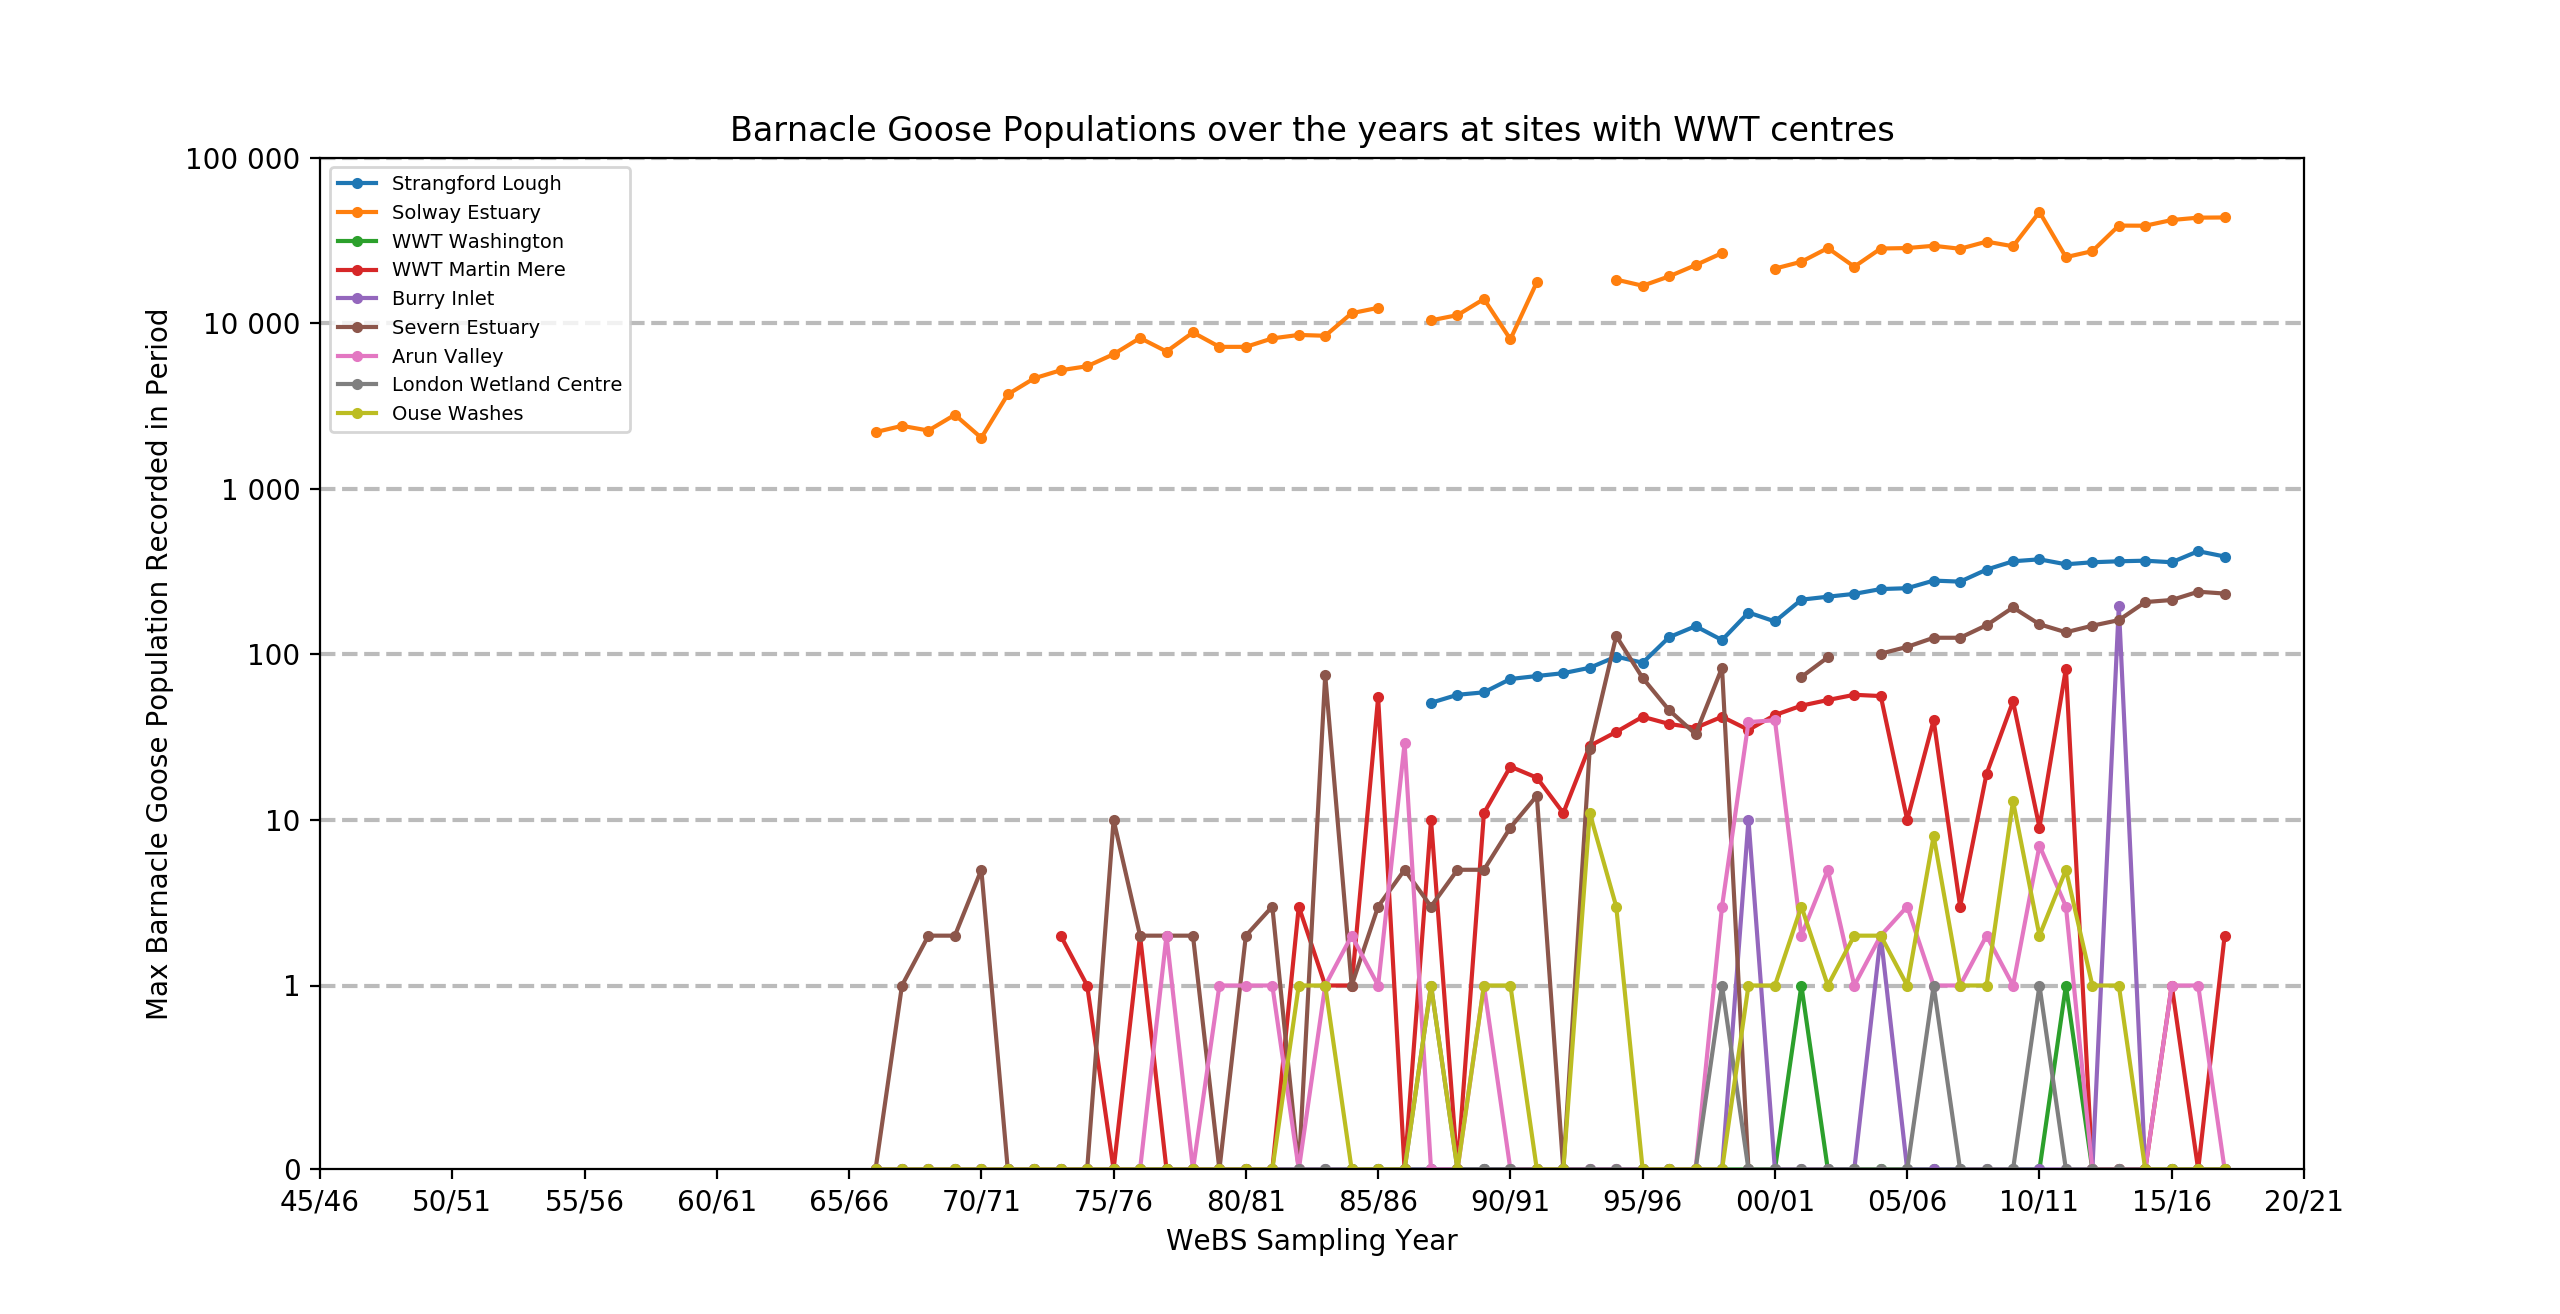 Barnacle Goose Populations over the years at sites with WWT centres
Max Barnacle Goose Population Recorded in Period
100 000
10 000
1 000
100
10
1
0
Strangford Lough
Solway Estuary
WWT Washington
WWT Martin Mere
Burry Inlet
Severn Estuary
Arun Valley
London Wetland Centre
Ouse Washes
45/46 50/51 55/56 60/61 65/66 70/71 75/76 80/81 85/86 90/91 95/96 00/01 05/06 10/11 15/16 20/21
WeBS Sampling Year